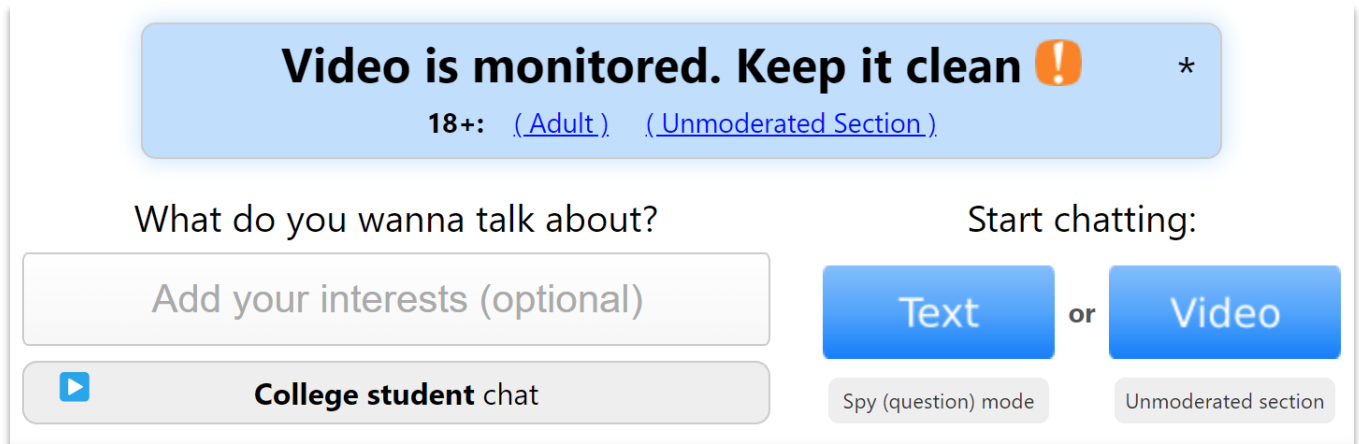 Video is monitored. Keep it clean❗
*
18+: ( Adult ) ( Unmoderated Section )
What do you wanna talk about?
Add your interests (optional)
College student chat
Start chatting:
Text or Video
Spy (question) mode
Unmoderated section